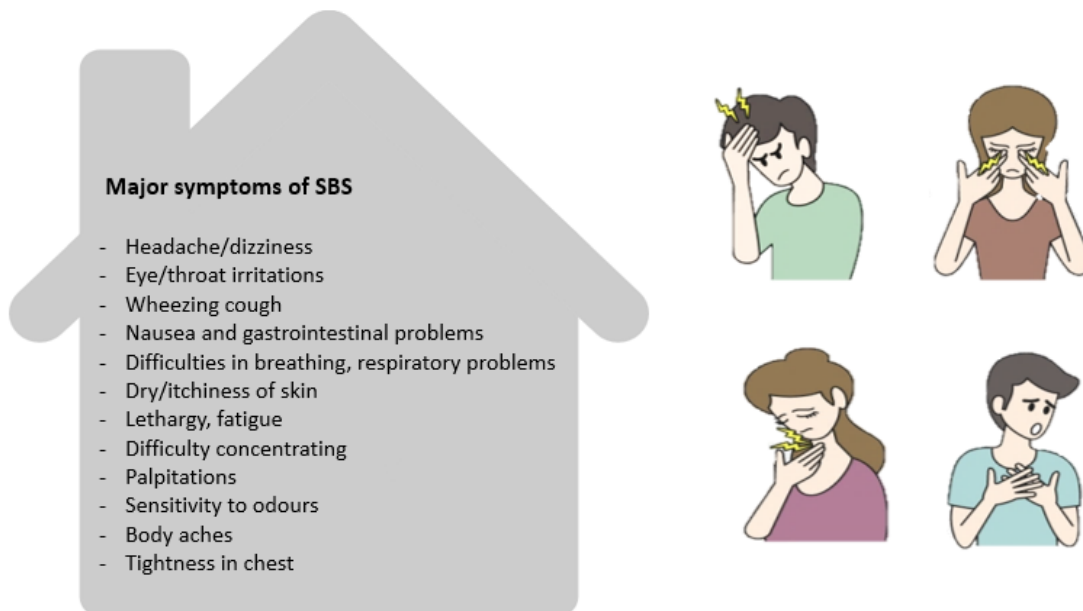 Major symptoms of SBS
- Headache/dizziness
- Eye/throat irritations
- Wheezing cough
- Nausea and gastrointestinal problems
- Difficulties in breathing, respiratory problems
- Dry/itchiness of skin
- Lethargy, fatigue
- Difficulty concentrating
- Palpitations
- Sensitivity to odours
- Body aches
- Tightness in chest